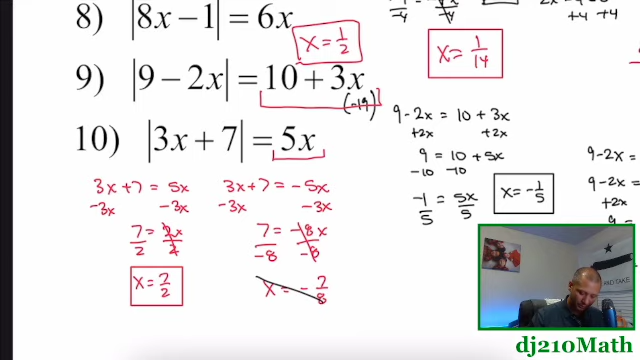 8) |8x − 1| = 6x
x = 1/2
x = 1/14
9) |9 − 2x| = 10 + 3x
(-19)
10) |3x + 7| = 5x
3x + 7 = 5x
-3x -3x
7/2 = 2x/2
x = 7/2
3x + 7 = -5x
-3x -3x
7/-8 = -8x/-8
x = -7/8
9 - 2x = 10 + 3x
+2x +2x
9 = 10 + 5x
-10 -10
-1/5 = 5x/5
x = -1/5
+4 +4
9 - 2x =
9 - 2x =
+2x
dj210Math